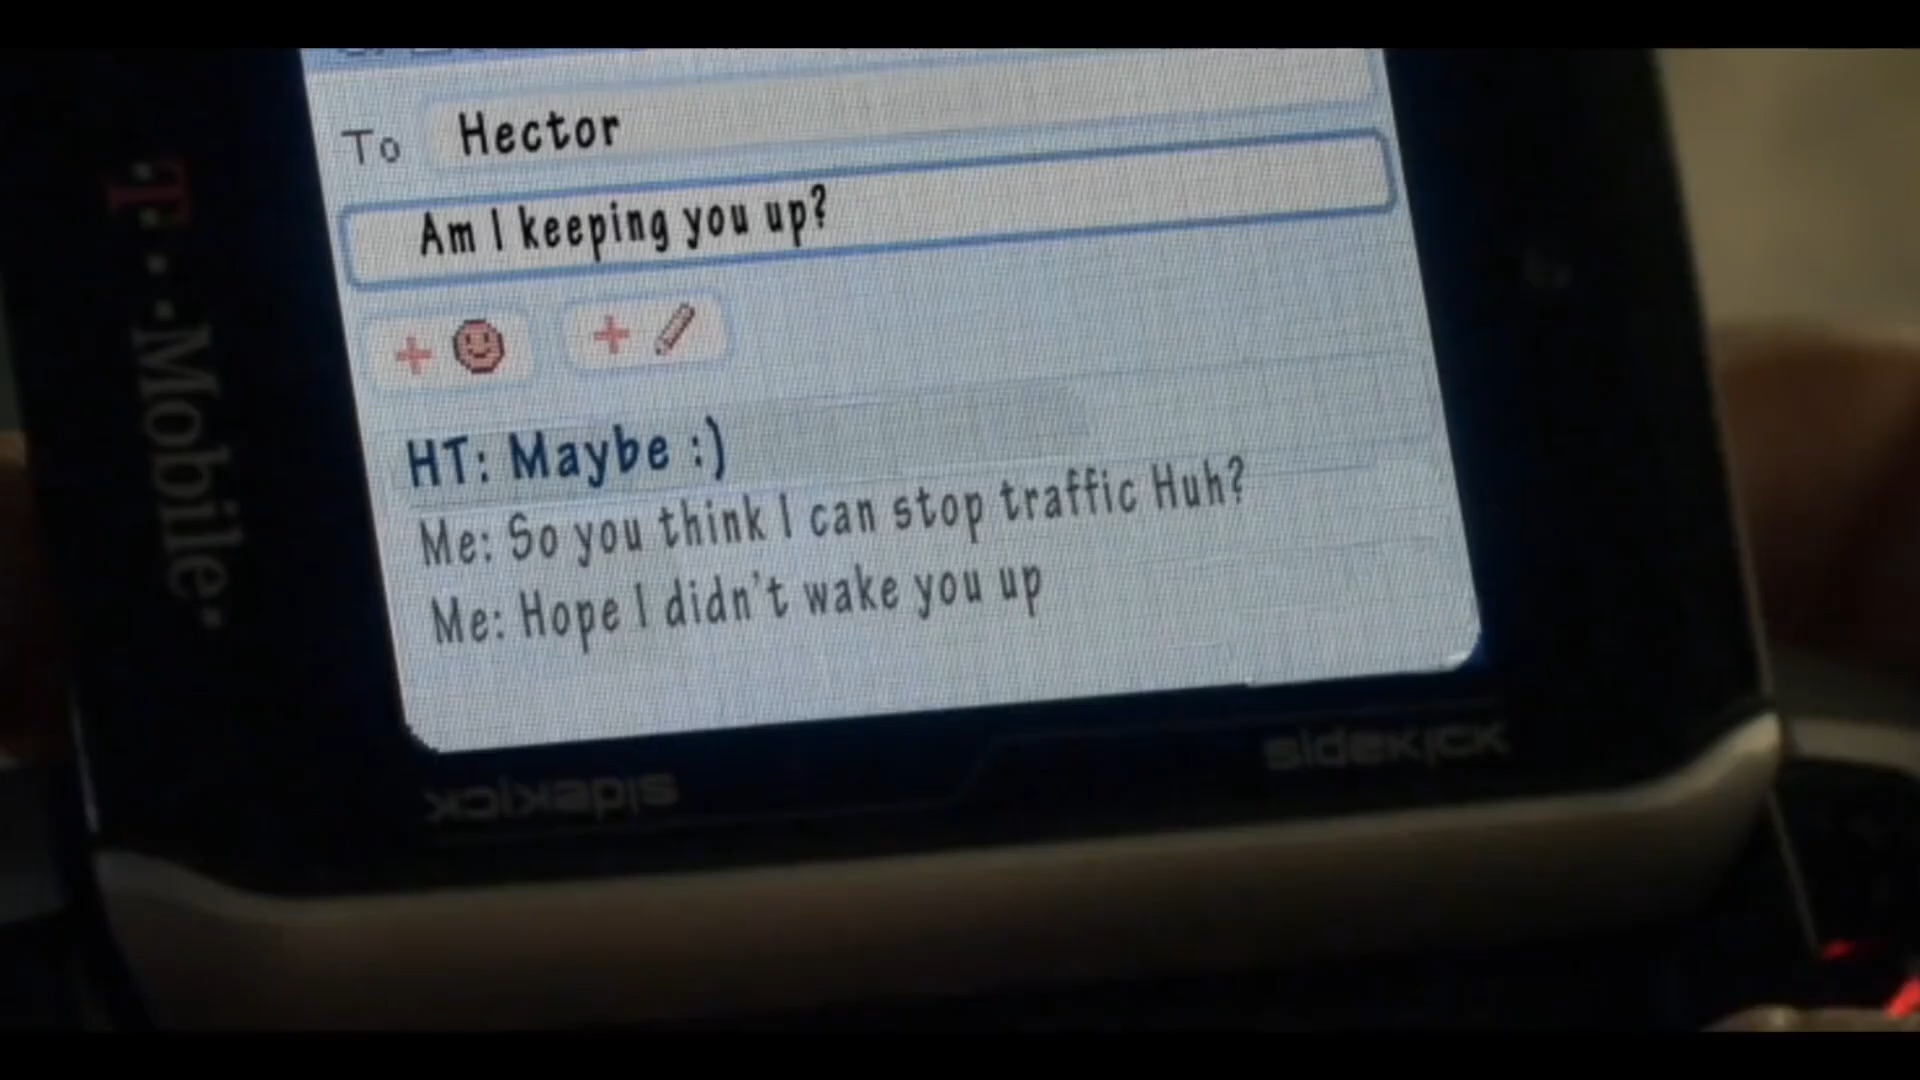 To Hector
Am I keeping you up?
HT: Maybe :)
Me: So you think I can stop traffic Huh?
Me: Hope I didn't wake you up
T··Mobile·
sidekick sidekick